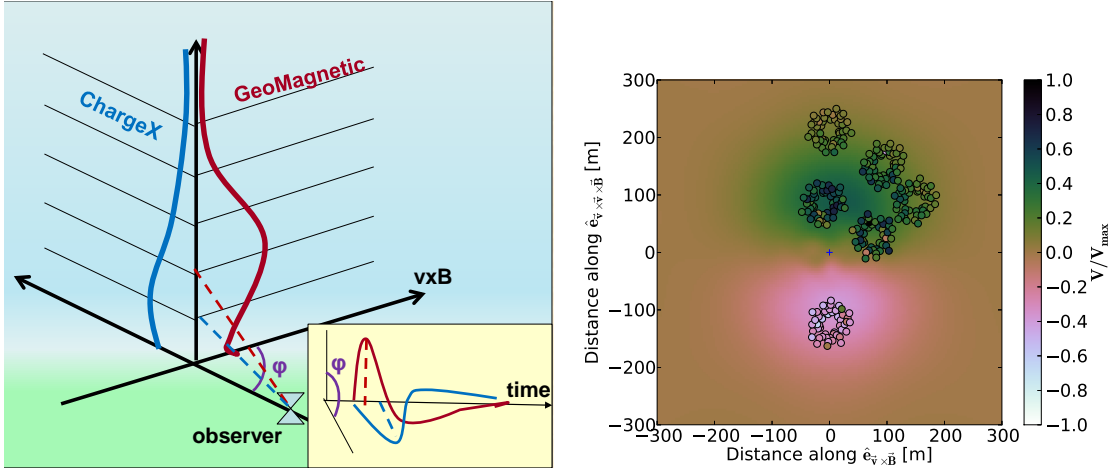 ChargeX
GeoMagnetic
vxB
φ
observer
φ
time
300
200
100
0
−100
−200
−300
−300
−200
−100
0
100
200
300
Distance along ê_{v⃗×v⃗×B⃗} [m]
Distance along ê_{v⃗×B⃗} [m]
1.0
0.8
0.6
0.4
0.2
0.0
−0.2
−0.4
−0.6
−0.8
−1.0
V/V_{max}